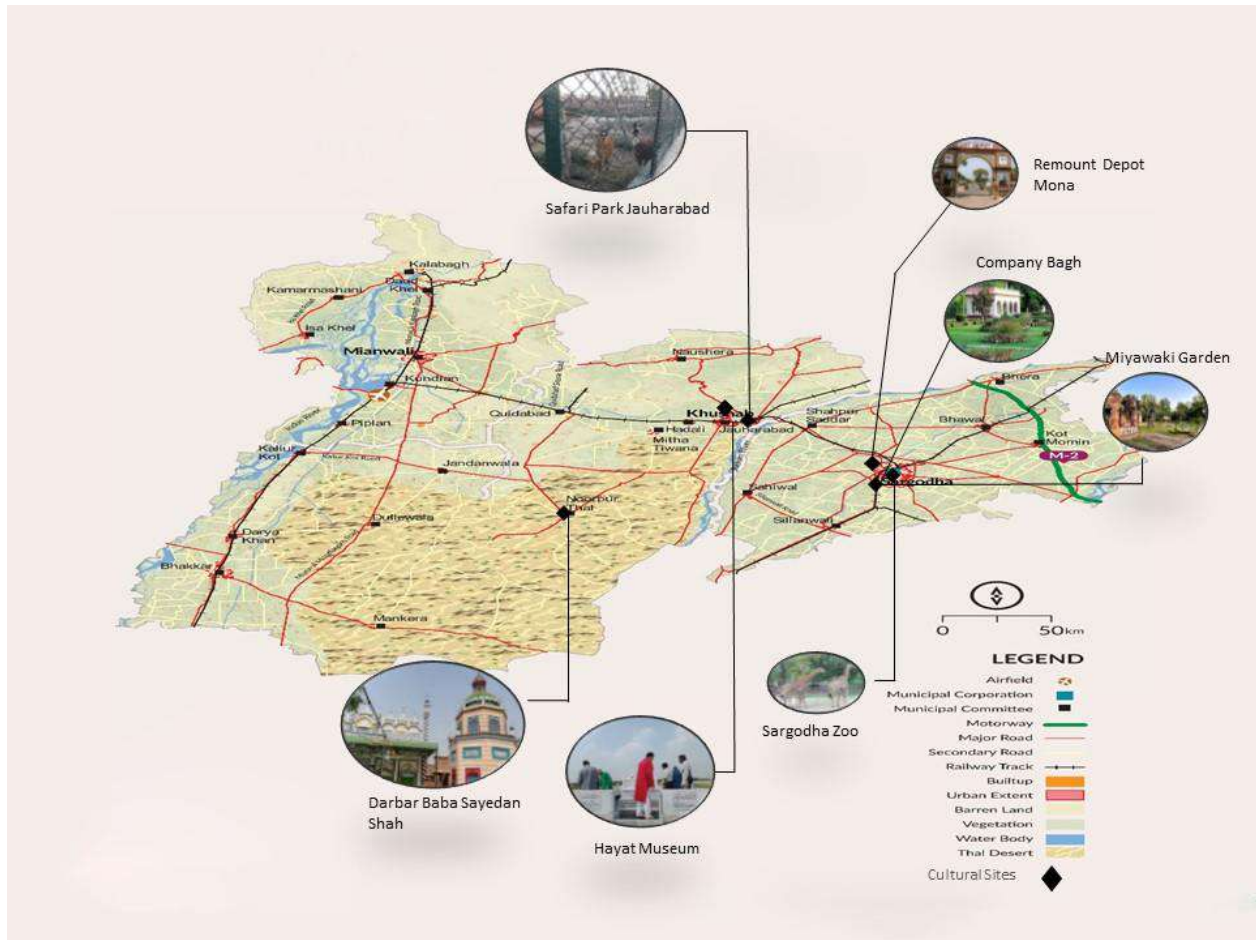 Safari Park Jauharabad
Remount Depot
Mona
Company Bagh
Miyawaki Garden
Kalabagh
Daud
Khel
Kamarmashani
Isa Khel
Mianwali
Kundian
Piplan
Kallur
Kot
Quidabad
Naushera
Khushab
Jauharabad
Hadali
Mitha
Tiwana
Jandanwala
Shahpur
Saddar
Bhera
Bhawal
Kot
Momin
M-2
Sargodha
Sahiwal
Sillanwali
Noorpur
Thal
Dullewala
Darya
Khan
Bhakkar
Mankera
0 50km
LEGEND
Airfield
Municipal Corporation
Municipal Committee
Motorway
Major Road
Secondary Road
Railway Track
Builtup
Urban Extent
Barren Land
Vegetation
Water Body
Thal Desert
Cultural Sites
Sargodha Zoo
Darbar Baba Sayedan
Shah
Hayat Museum